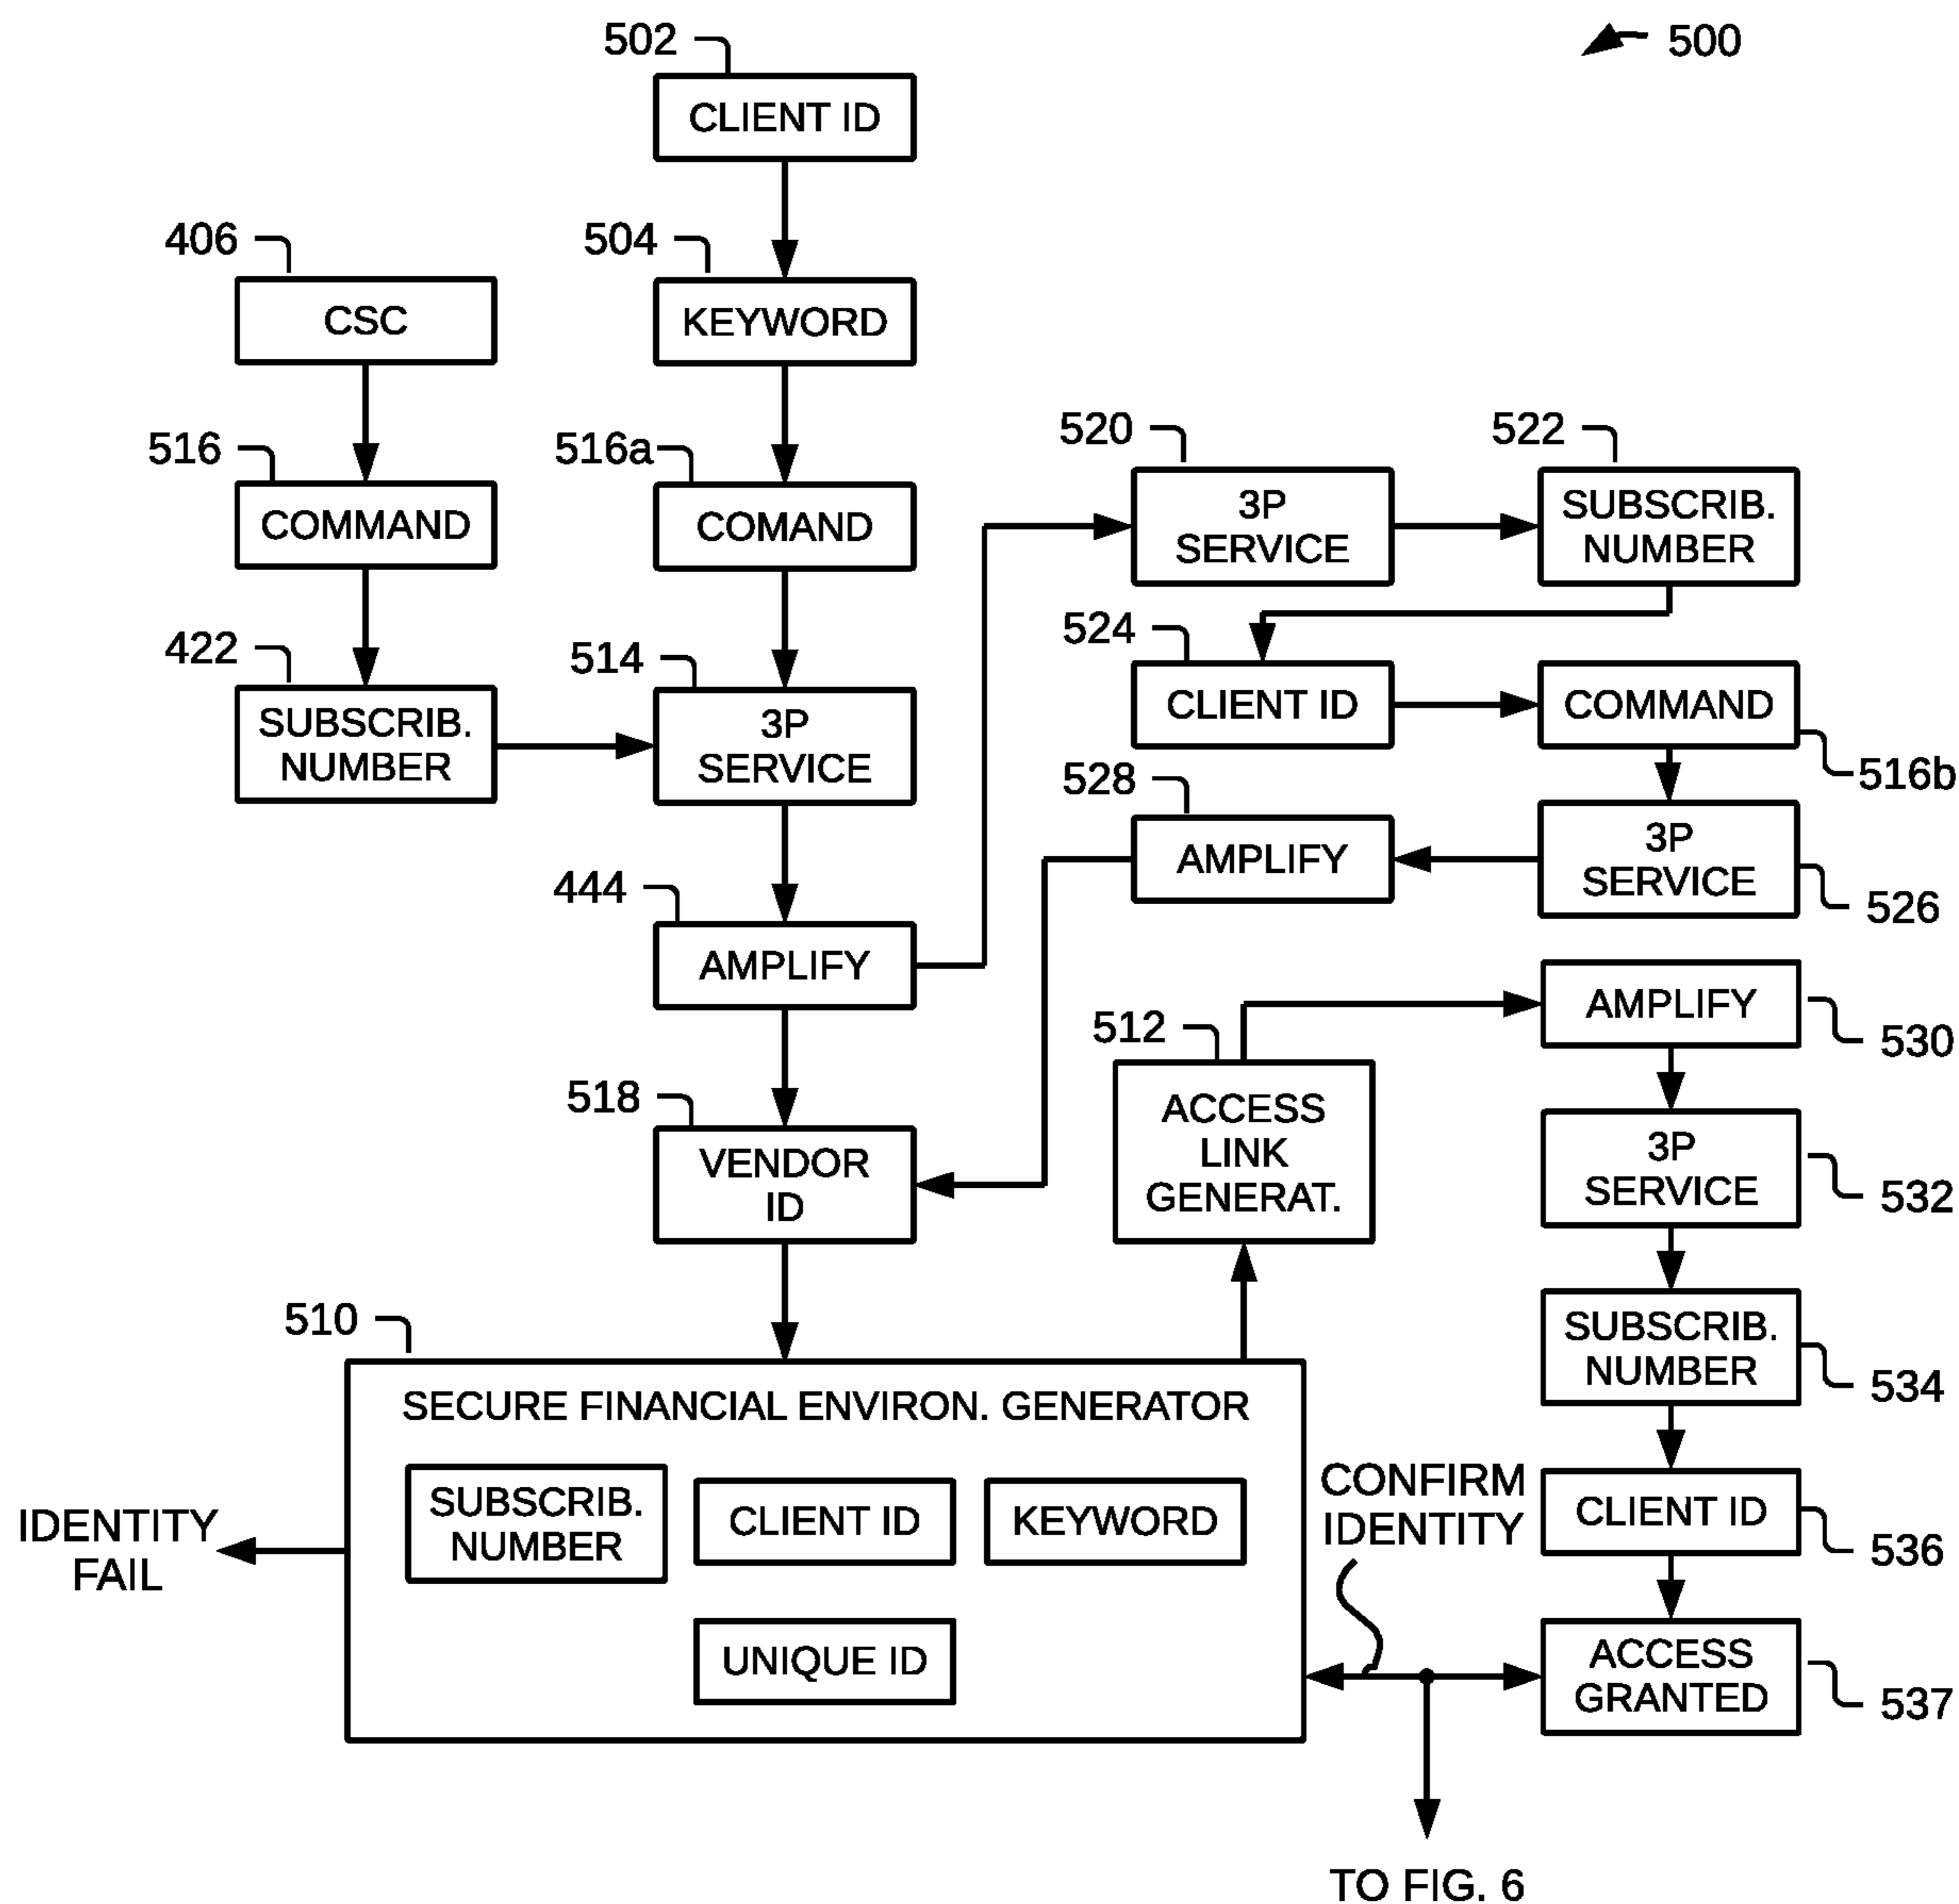 500
502
CLIENT ID
406
504
CSC
KEYWORD
516
516a
520
522
COMMAND
COMAND
3P
SERVICE
SUBSCRIB.
NUMBER
422
514
524
SUBSCRIB.
NUMBER
3P
SERVICE
CLIENT ID
COMMAND
516b
528
444
AMPLIFY
3P
SERVICE
526
AMPLIFY
512
AMPLIFY
530
518
ACCESS
LINK
GENERAT.
3P
SERVICE
532
VENDOR
ID
510
SUBSCRIB.
NUMBER
534
SECURE FINANCIAL ENVIRON. GENERATOR
IDENTITY
FAIL
SUBSCRIB.
NUMBER
CLIENT ID
KEYWORD
CONFIRM
IDENTITY
CLIENT ID
536
UNIQUE ID
ACCESS
GRANTED
537
TO FIG. 6